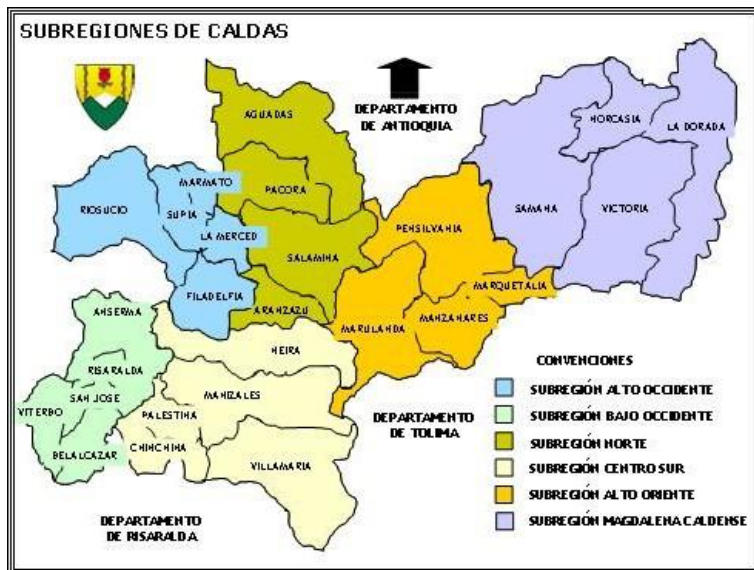 SUBREGIONES DE CALDAS
DEPARTAMENTO
DE ANTIOQUIA
AGUADAS
NORCASIA
LA DORADA
MARMATO
PACORA
RIOSUCIO
SUPIA
SAMANA
VICTORIA
LA MERCED
PENSILVANIA
SALAMINA
FILADELFIA
MARQUETALIA
ANSERMA
ARANZAZU
MARULANDA
MANZANARES
NEIRA
RISARALDA
MANIZALES
SAN JOSE
VITERBO
PALESTINA
BELALCAZAR
CHINCHINA
VILLAMARIA
DEPARTAMENTO
DE TOLIMA
DEPARTAMENTO
DE RISARALDA
CONVENCIONES
SUBREGIÓN ALTO OCCIDENTE
SUBREGIÓN BAJO OCCIDENTE
SUBREGIÓN NORTE
SUBREGIÓN CENTRO SUR
SUBREGIÓN ALTO ORIENTE
SUBREGIÓN MAGDALENA CALDENSE